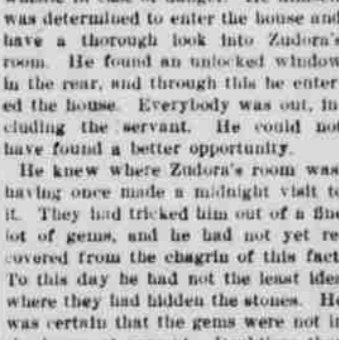 was determined to enter the house and
have a thorough look into Zudora's
room. He found an unlocked window
in the rear, and through this he enter
ed the house. Everybody was out, in
cluding the servant. He could not
have found a better opportunity.
He knew where Zudora's room was
having once made a midnight visit to
it. They had tricked him out of a fine
lot of gems, and he had not yet re
covered from the chagrin of this fact
To this day he had not the least idea
where they had hidden the stones. He
was certain that the gems were not in